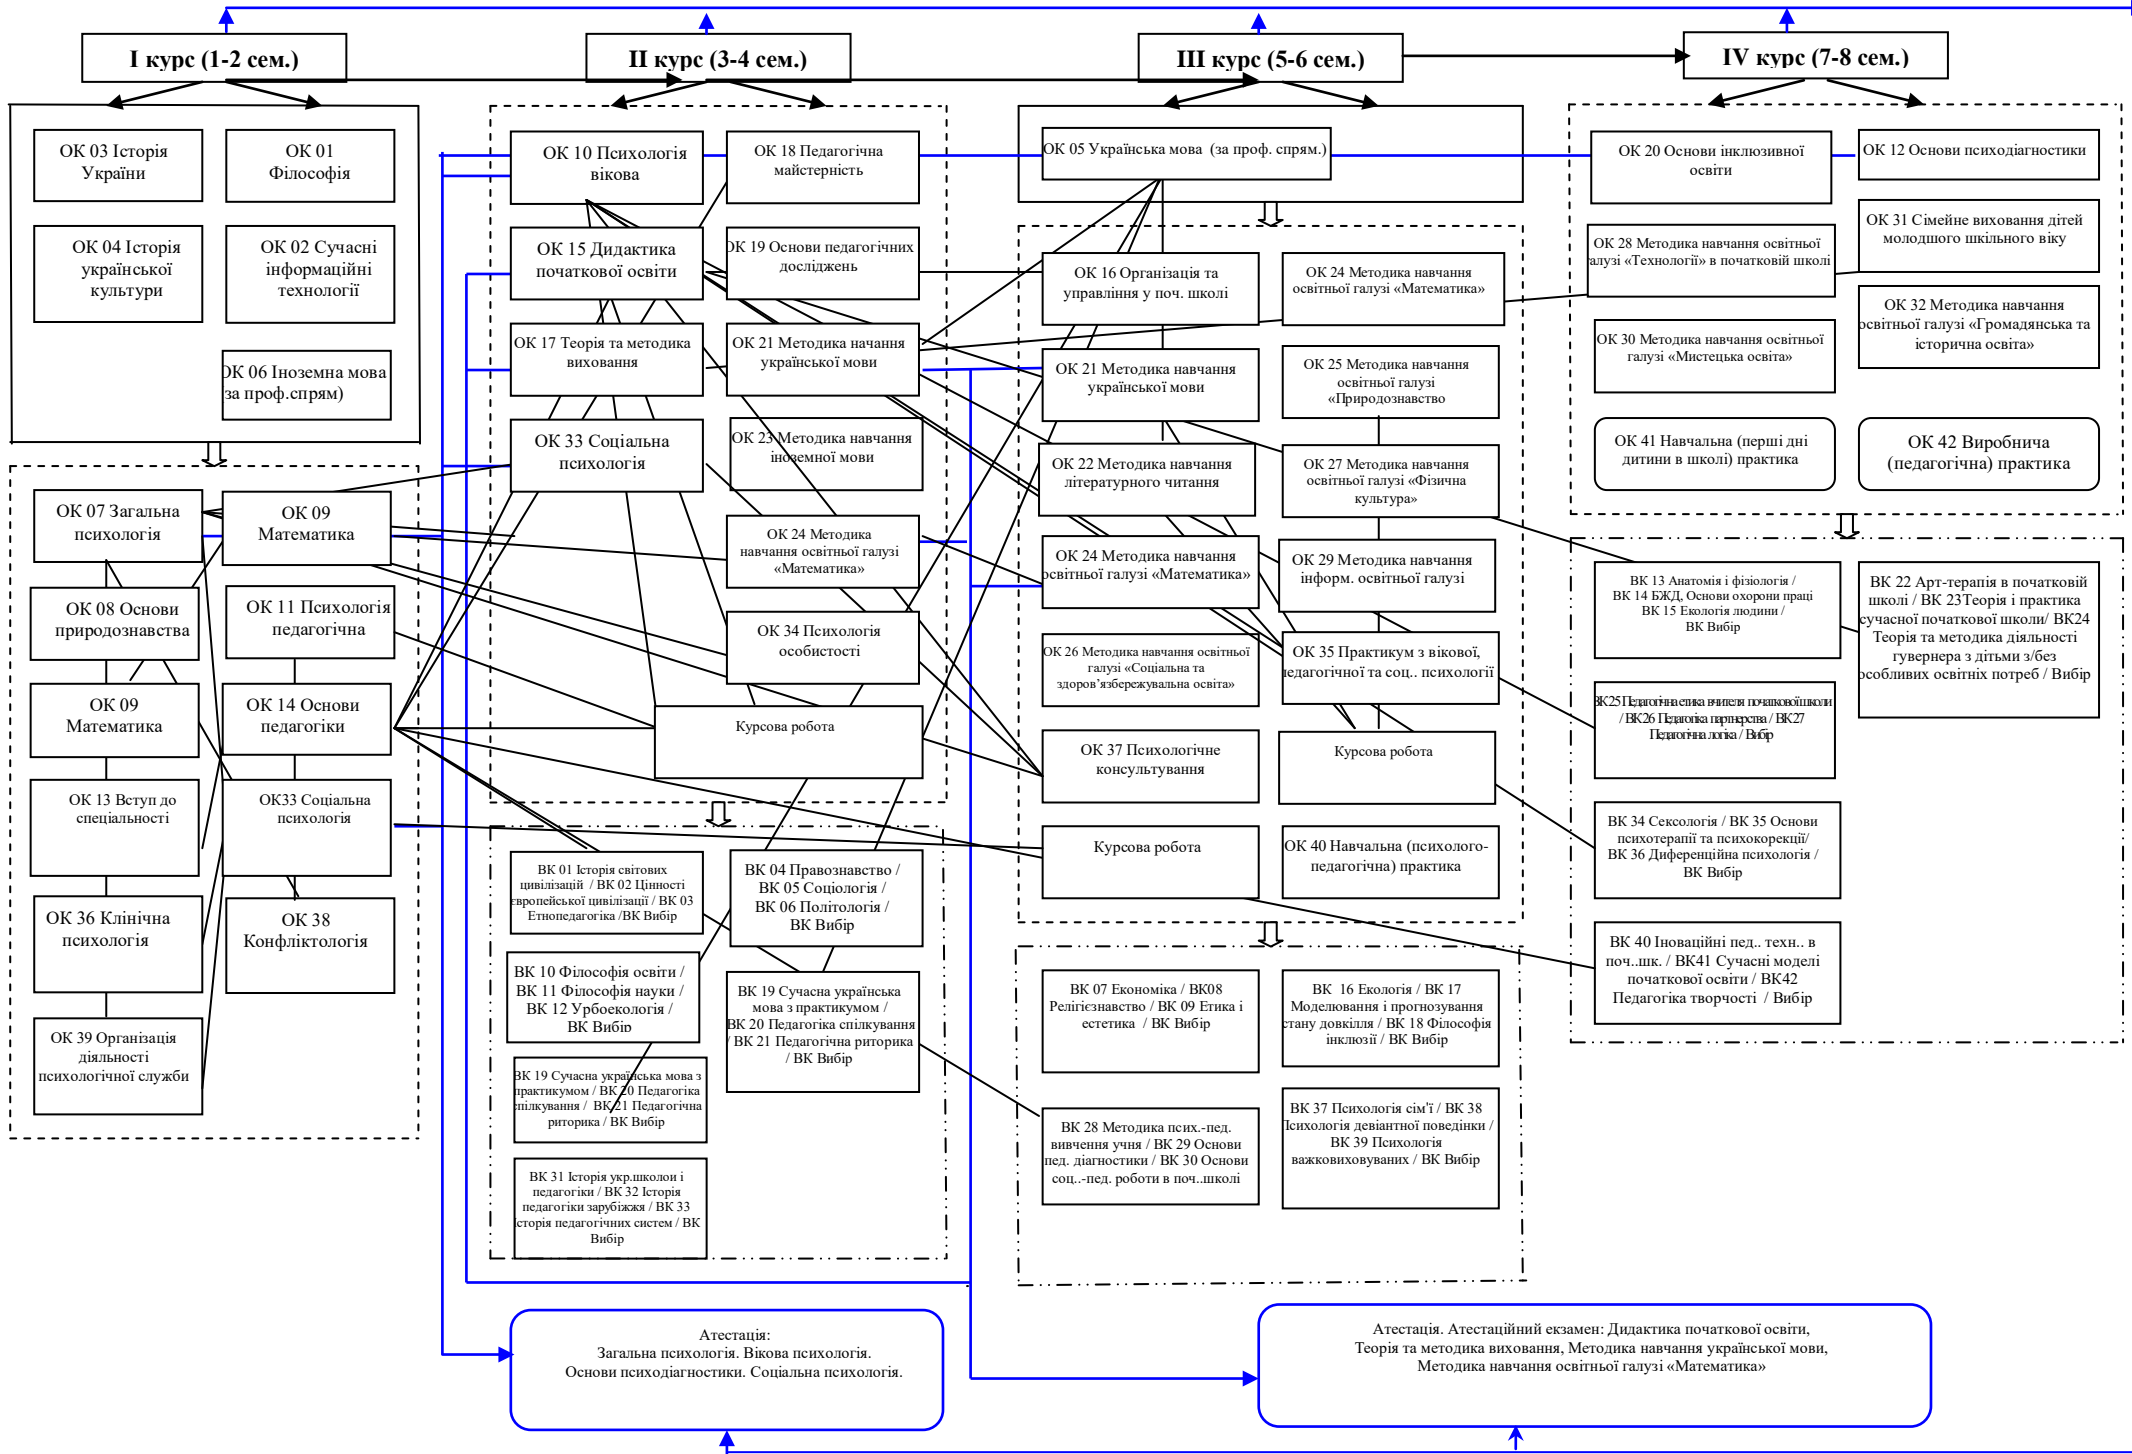 I курс (1-2 сем.)
II курс (3-4 сем.)
III курс (5-6 сем.)
IV курс (7-8 сем.)
ОК 03 Історія
України
ОК 01
Філософія
ОК 04 Історія
української
культури
ОК 02 Сучасні
інформаційні
технології
ОК 06 Іноземна мова
(за проф.спрям)
ОК 07 Загальна
психологія
ОК 09
Математика
ОК 08 Основи
природознавства
ОК 11 Психологія
педагогічна
ОК 09
Математика
ОК 14 Основи
педагогіки
ОК 13 Вступ до
спеціальності
ОК33 Соціальна
психологія
ОК 36 Клінічна
психологія
ОК 38
Конфліктологія
ОК 39 Організація
діяльності
психологічної служби
ОК 10 Психологія
вікова
ОК 18 Педагогічна
майстерність
ОК 15 Дидактика
початкової освіти
ОК 19 Основи педагогічних
досліджень
ОК 17 Теорія та методика
виховання
ОК 21 Методика начання
української мови
ОК 33 Соціальна
психологія
ОК 23 Методика навчання
іноземної мови
ОК 24 Методика
навчання освітньої галузі
«Математика»
ОК 34 Психологія
особистості
Курсова робота
ВК 01 Історія світових
цивілізацій / ВК 02 Цінності
європейської цивілізації / ВК 03
Етнопедагогіка /ВК Вибір
ВК 04 Правознавство /
ВК 05 Соціологія /
ВК 06 Політологія /
ВК Вибір
ВК 10 Філософія освіти /
ВК 11 Філософія науки /
ВК 12 Урбоекологія /
ВК Вибір
ВК 19 Сучасна українська
мова з практикумом /
ВК 20 Педагогіка спілкування
/ ВК 21 Педагогічна риторика
/ ВК Вибір
ВК 19 Сучасна українська мова з
практикумом / ВК 20 Педагогіка
спілкування / ВК 21 Педагогічна
риторика / ВК Вибір
ВК 31 Історія укр.школои і
педагогіки / ВК 32 Історія
педагогіки зарубіжжя / ВК 33
Історія педагогічних систем / ВК
Вибір
ОК 05 Українська мова (за проф. спрям.)
ОК 16 Організація та
управління у поч. школі
ОК 24 Методика навчання
освітньої галузі «Математика»
ОК 21 Методика навчання
української мови
ОК 25 Методика навчання
освітньої галузі
«Природознавство
ОК 22 Методика навчання
літературного читання
ОК 27 Методика навчання
освітньої галузі «Фізична
культура»
ОК 24 Методика навчання
освітньої галузі «Математика»
ОК 29 Методика навчання
інформ. освітньої галузі
ОК 26 Методика навчання освітньої
галузі «Соціальна та
здоров’язбережувальна освіта»
ОК 35 Практикум з вікової,
педагогічної та соц.. психології
ОК 37 Психологічне
консультування
Курсова робота
Курсова робота
ОК 40 Навчальна (психолого-
педагогічна) практика
ВК 07 Економіка / ВК08
Релігієзнавство / ВК 09 Етика і
естетика / ВК Вибір
ВК 16 Екологія / ВК 17
Моделювання і прогнозування
стану довкілля / ВК 18 Філософія
інклюзії / ВК Вибір
ВК 28 Методика псих.-пед.
вивчення учня / ВК 29 Основи
пед. діагностики / ВК 30 Основи
соц..-пед. роботи в поч..школі
ВК 37 Психологія сім'ї / ВК 38
Психологія девіантної поведінки /
ВК 39 Психологія
важковиховуваних / ВК Вибір
ОК 20 Основи інклюзивної
освіти
ОК 12 Основи психодіагностики
ОК 28 Методика навчання освітньої
галузі «Технології» в початковій школі
ОК 31 Сімейне виховання дітей
молодшого шкільного віку
ОК 30 Методика навчання освітньої
галузі «Мистецька освіта»
ОК 32 Методика навчання
освітньої галузі «Громадянська та
історична освіта»
ОК 41 Навчальна (перші дні
дитини в школі) практика
ОК 42 Виробнича
(педагогічна) практика
ВК 13 Анатомія і фізіологія /
ВК 14 БЖД, Основи охорони праці
ВК 15 Екологія людини /
ВК Вибір
ВК 22 Арт-терапія в початковій
школі / ВК 23Теорія і практика
сучасної початкової школи/ ВК24
Теорія та методика діяльності
гувернера з дітьми з/без
особливих освітніх потреб / Вибір
ВК25 Педагогічна етика вчителя початкової школи
/ ВК26 Педагогіка партнерства / ВК27
Педагогічна логіка / Вибір
ВК 34 Сексологія / ВК 35 Основи
психотерапії та психокорекції/
ВК 36 Диференційна психологія /
ВК Вибір
ВК 40 Іноваційні пед.. техн.. в
поч..шк. / ВК41 Сучасні моделі
початкової освіти / ВК42
Педагогіка творчості / Вибір
Атестація:
Загальна психологія. Вікова психологія.
Основи психодіагностики. Соціальна психологія.
Атестація. Атестаційний екзамен: Дидактика початкової освіти,
Теорія та методика виховання, Методика навчання української мови,
Методика навчання освітньої галузі «Математика»